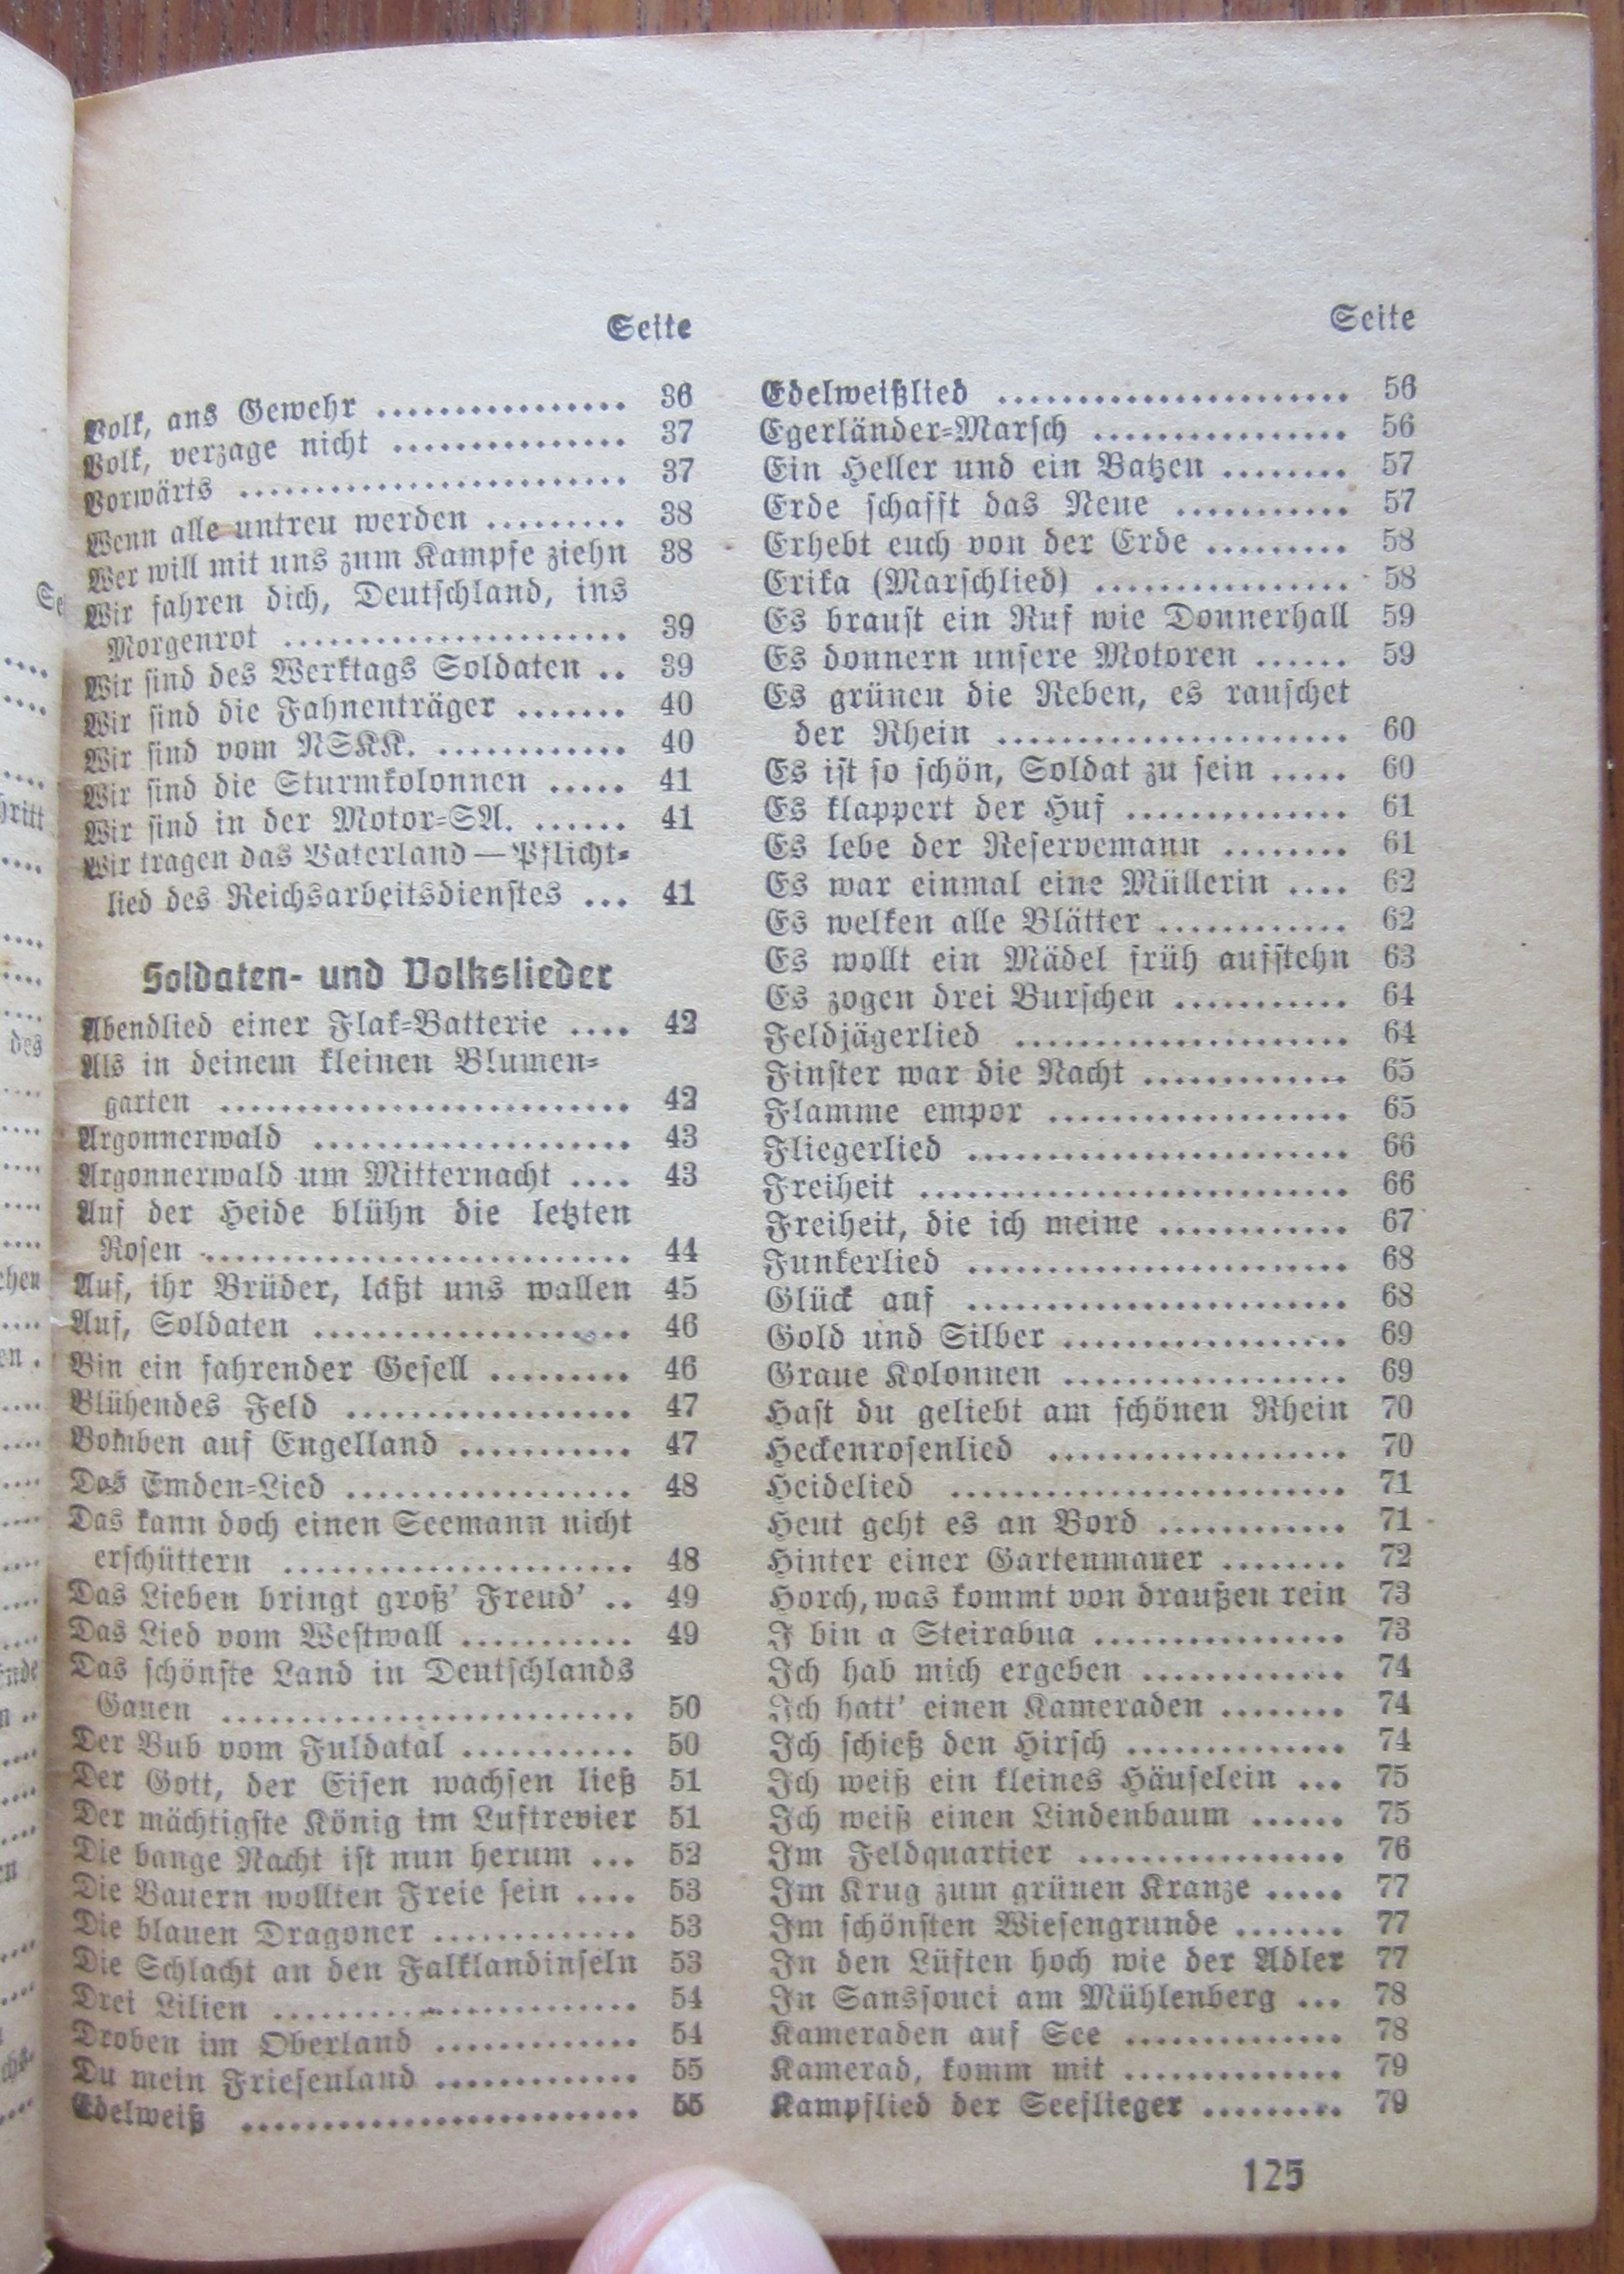 Seite
Volk, ans Gewehr ................ 36
Volk, verzage nicht ............... 37
Vorwärts ......................... 37
Wenn alle untreu werden ......... 38
Wer will mit uns zum Kampfe ziehn 38
Wir fahren dich, Deutschland, ins
Morgenrot ...................... 39
Wir sind des Werktags Soldaten .. 39
Wir sind die Fahnenträger ....... 40
Wir sind vom NSKK. ............ 40
Wir sind die Sturmkolonnen ..... 41
Wir sind in der Motor-SA. ...... 41
Wir tragen das Vaterland — Pflicht-
lied des Reichsarbeitsdienstes ... 41
Soldaten- und Volkslieder
Abendlied einer Flak-Batterie .... 42
Als in deinem kleinen Blumen-
garten .......................... 42
Argonnerwald .................... 43
Argonnerwald um Mitternacht .... 43
Auf der Heide blühn die letzten
Rosen ........................... 44
Auf, ihr Brüder, laßt uns wallen 45
Auf, Soldaten .................... 46
Bin ein fahrender Gesell ......... 46
Blühendes Feld .................. 47
Bomben auf Engelland ........... 47
Das Emden-Lied .................. 48
Das kann doch einen Seemann nicht
erschüttern ...................... 48
Das Lieben bringt groß' Freud' .. 49
Das Lied vom Westwall ........... 49
Das schönste Land in Deutschlands
Gauen .......................... 50
Der Bub vom Fuldatal ........... 50
Der Gott, der Eisen wachsen ließ 51
Der mächtigste König im Luftrevier 51
Die bange Nacht ist nun herum ... 52
Die Bauern wollten Freie sein .... 53
Die blauen Dragoner ............. 53
Die Schlacht an den Falklandinseln 53
Drei Lilien ....................... 54
Droben im Oberland ............. 54
Du mein Friesenland ............. 55
Edelweiß ......................... 55
Seite
Edelweißlied ...................... 56
Egerländer-Marsch ................ 56
Ein Heller und ein Batzen ........ 57
Erde schafft das Neue ........... 57
Erhebt euch von der Erde ......... 58
Erika (Marschlied) ................ 58
Es braust ein Ruf wie Donnerhall 59
Es donnern unsere Motoren ...... 59
Es grünen die Reben, es rauschet
der Rhein ...................... 60
Es ist so schön, Soldat zu sein ..... 60
Es klappert der Huf .............. 61
Es lebe der Reservemann ........ 61
Es war einmal eine Müllerin .... 62
Es welken alle Blätter ............ 62
Es wollt ein Mädel früh aufstehn 63
Es zogen drei Burschen ........... 64
Feldjägerlied ..................... 64
Finster war die Nacht ............. 65
Flamme empor ................... 65
Fliegerlied ........................ 66
Freiheit ........................... 66
Freiheit, die ich meine ............ 67
Funkerlied ........................ 68
Glück auf ........................ 68
Gold und Silber .................. 69
Graue Kolonnen .................. 69
Hast du geliebt am schönen Rhein 70
Heckenrosenlied ................... 70
Heidelied ......................... 71
Heut geht es an Bord ............ 71
Hinter einer Gartenmauer ........ 72
Horch, was kommt von draußen rein 73
I bin a Steirabua ................ 73
Ich hab mich ergeben ............. 74
Ich hatt' einen Kameraden ........ 74
Ich schieß den Hirsch .............. 74
Ich weiß ein kleines Häuselein ... 75
Ich weiß einen Lindenbaum ...... 75
Im Feldquartier ................. 76
Im Krug zum grünen Kranze ..... 77
Im schönsten Wiesengrunde ....... 77
In den Lüften hoch wie der Adler 77
In Sanssouci am Mühlenberg ... 78
Kameraden auf See .............. 78
Kamerad, komm mit .............. 79
Kampflied der Seeflieger ......... 79
125